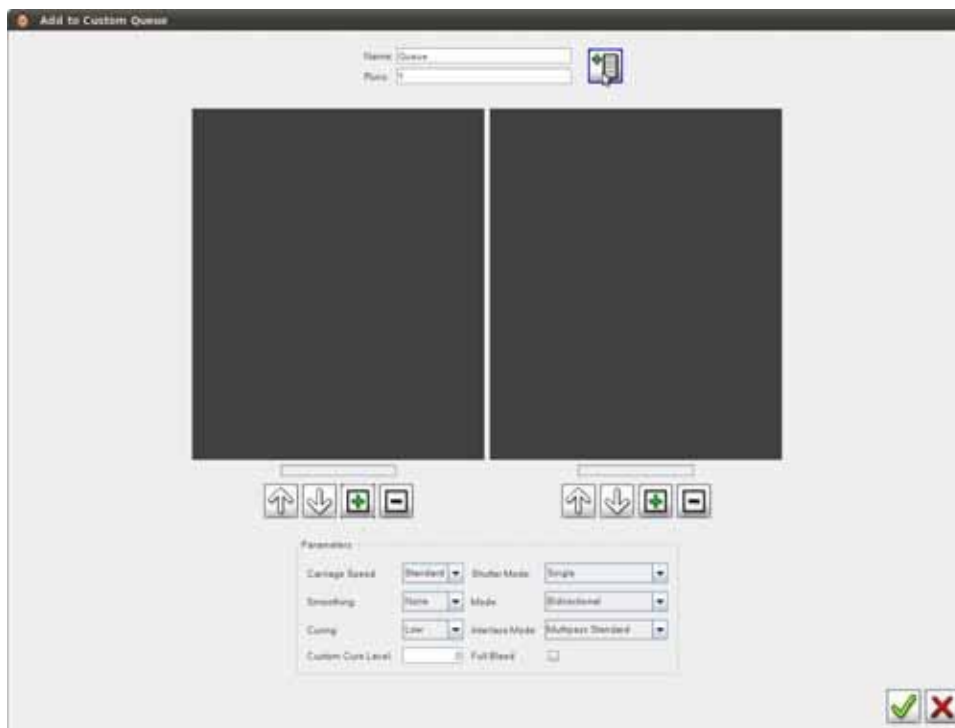 Add to Custom Queue
Name Queue
Runs 1
Parameters
Carriage Speed Standard Shutter Mode Single
Smoothing None Mode Bidirectional
Curing Low Interlace Mode Multipass Standard
Custom Cure Level Full Bleed